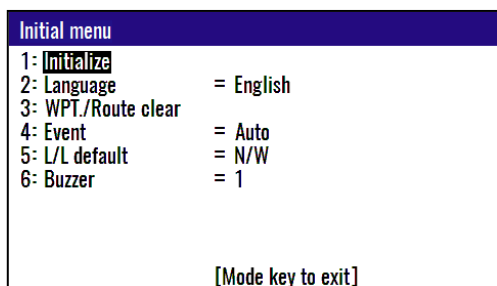 Initial menu
1: Initialize
2: Language = English
3: WPT./Route clear
4: Event = Auto
5: L/L default = N/W
6: Buzzer = 1
[Mode key to exit]